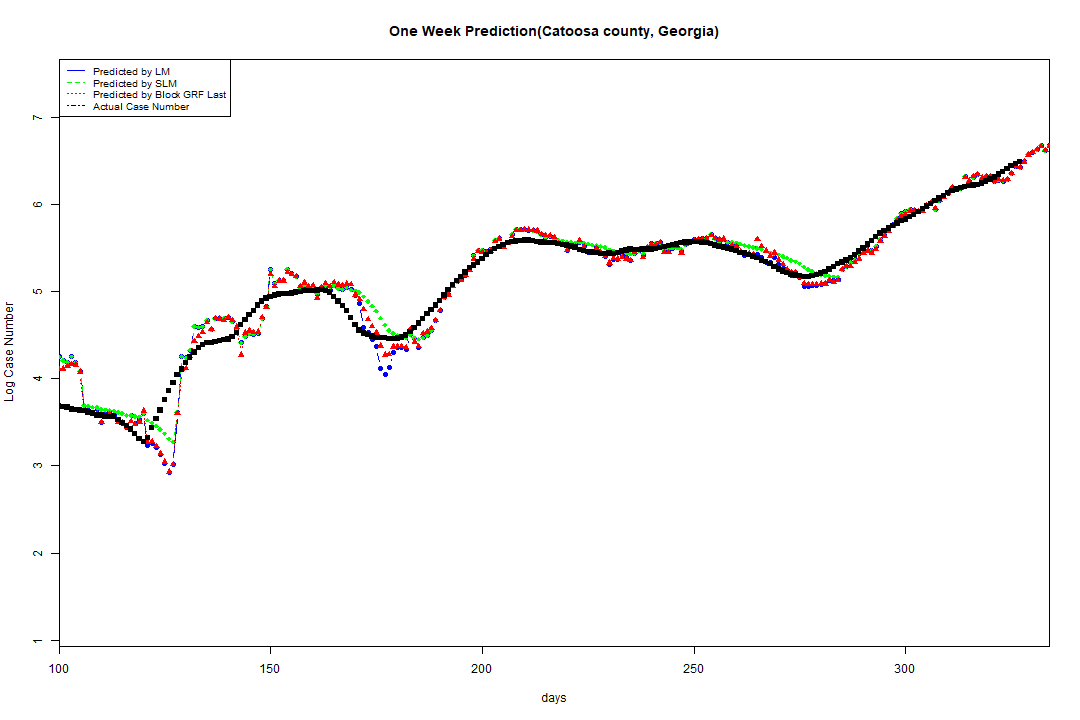 One Week Prediction(Catoosa county, Georgia)
Predicted by LM
Predicted by SLM
Predicted by Block GRF Last
Actual Case Number
Log Case Number
7
6
5
4
3
2
1
100 150 200 250 300
days